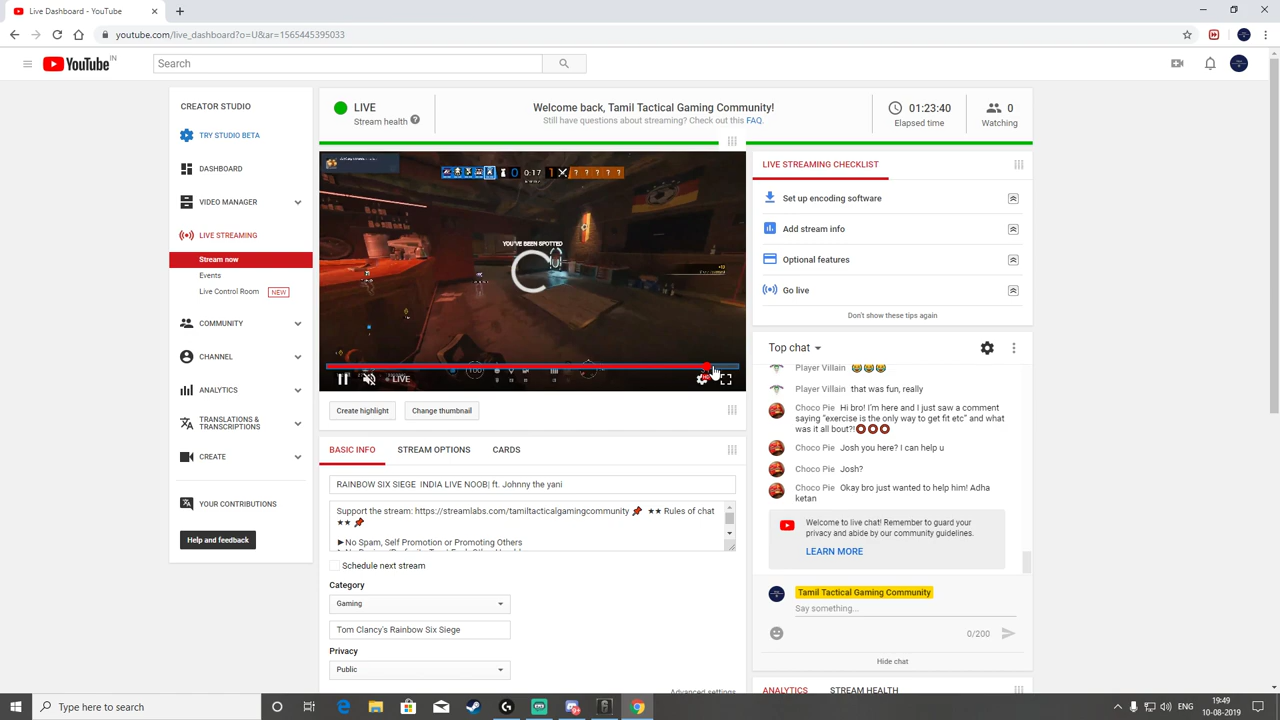 Live Dashboard - YouTube
youtube.com/live_dashboard?o=U&ar=1565445395033
YouTube IN
Search
CREATOR STUDIO
TRY STUDIO BETA
DASHBOARD
VIDEO MANAGER
LIVE STREAMING
Stream now
Events
Live Control Room NEW
COMMUNITY
CHANNEL
ANALYTICS
TRANSLATIONS &
TRANSCRIPTIONS
CREATE
YOUR CONTRIBUTIONS
Help and feedback
LIVE
Stream health
Welcome back, Tamil Tactical Gaming Community!
Still have questions about streaming? Check out this FAQ.
01:23:40
Elapsed time
0
Watching
0 0:17 1 ? ? ? ? ?
YOU'VE BEEN SPOTTED
LIVE
Create highlight
Change thumbnail
BASIC INFO
STREAM OPTIONS
CARDS
RAINBOW SIX SIEGE INDIA LIVE NOOB| ft. Johnny the yani
Support the stream: https://streamlabs.com/tamiltacticalgamingcommunity 📌 ★★ Rules of chat
★★ 📌
►No Spam, Self Promotion or Promoting Others
Schedule next stream
Category
Gaming
Tom Clancy's Rainbow Six Siege
Privacy
Public
Advanced settings
LIVE STREAMING CHECKLIST
Set up encoding software
Add stream info
Optional features
Go live
Don't show these tips again
Top chat
Player Villain
Player Villain that was fun, really
Choco Pie Hi bro! I'm here and I just saw a comment
saying "exercise is the only way to get fit etc" and what
was it all bout?!⭕⭕⭕
Choco Pie Josh you here? I can help u
Choco Pie Josh?
Choco Pie Okay bro just wanted to help him! Adha
ketan
Welcome to live chat! Remember to guard your
privacy and abide by our community guidelines.
LEARN MORE
Tamil Tactical Gaming Community
Say something...
0/200
Hide chat
ANALYTICS
STREAM HEALTH
Type here to search
ENG
19:49
10-08-2019